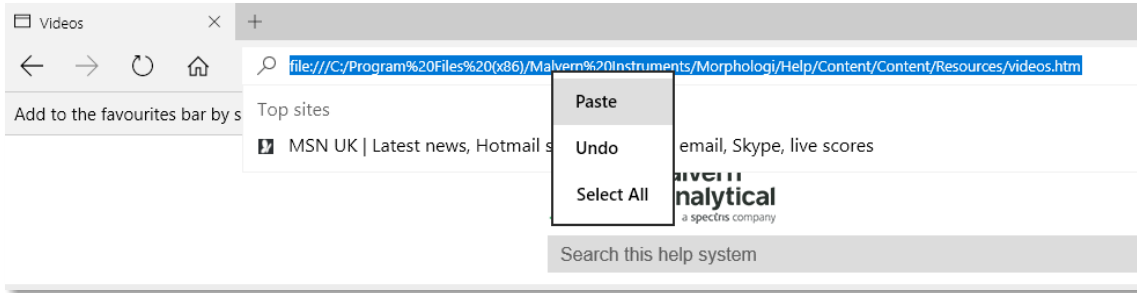 Videos
file:///C:/Program%20Files%20(x86)/Malvern%20Instruments/Morphologi/Help/Content/Content/Resources/videos.htm
Add to the favourites bar by s
Top sites
MSN UK | Latest news, Hotmail s email, Skype, live scores
Paste
Undo
Select All
nalytical
a spectris company
Search this help system